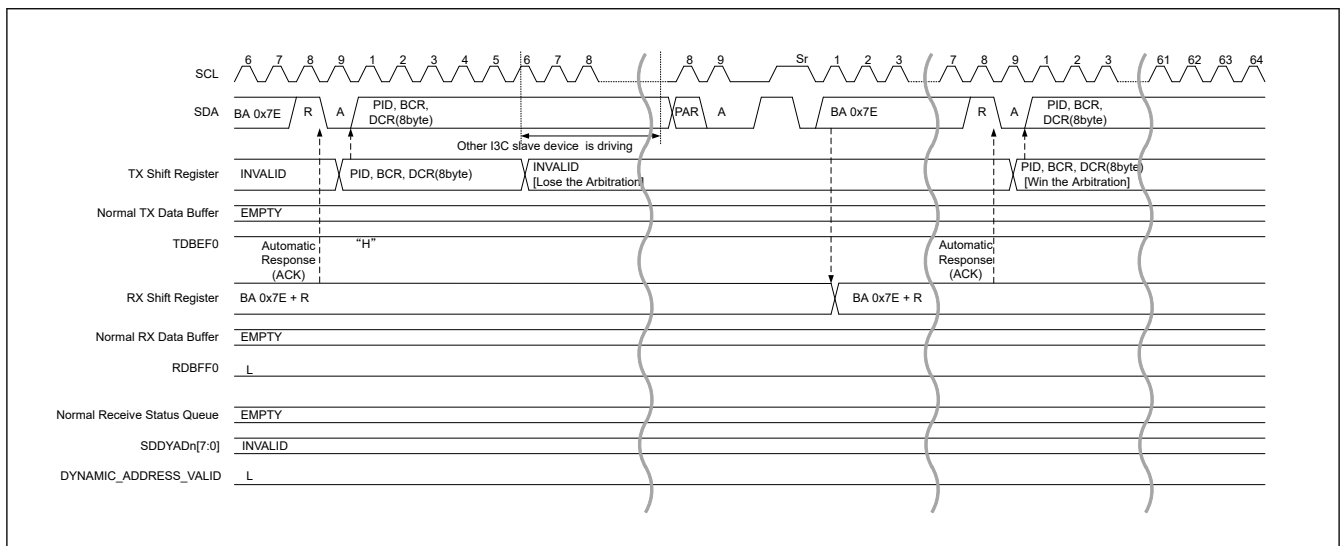 6 7 8 9 1 2 3 4 5 6 7 8 8 9 Sr 1 2 3 7 8 9 1 2 3 61 62 63 64
SCL
SDA BA 0x7E R A PID, BCR, DCR(8byte) PAR A BA 0x7E R A PID, BCR, DCR(8byte)
Other I3C slave device is driving
TX Shift Register INVALID PID, BCR, DCR(8byte) INVALID [Lose the Arbitration] PID, BCR, DCR(8byte) [Win the Arbitration]
Normal TX Data Buffer EMPTY
TDBEF0 "H"
Automatic Response (ACK) Automatic Response (ACK)
RX Shift Register BA 0x7E + R BA 0x7E + R
Normal RX Data Buffer EMPTY
RDBFF0 L
Normal Receive Status Queue EMPTY
SDDYADn[7:0] INVALID
DYNAMIC_ADDRESS_VALID L